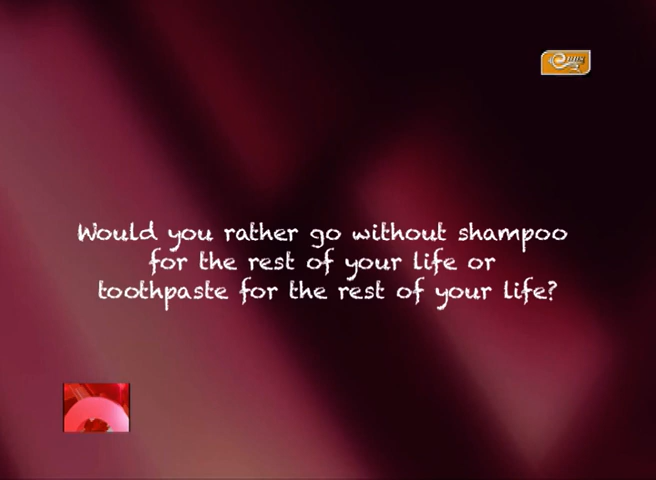 Would you rather go without shampoo
for the rest of your life or
toothpaste for the rest of your life?